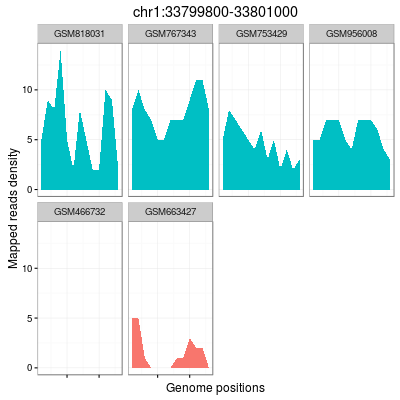 chr1:33799800-33801000
GSM818031 GSM767343 GSM753429 GSM956008
10
5
0
GSM466732 GSM663427
10
5
0
Mapped reads density
Genome positions